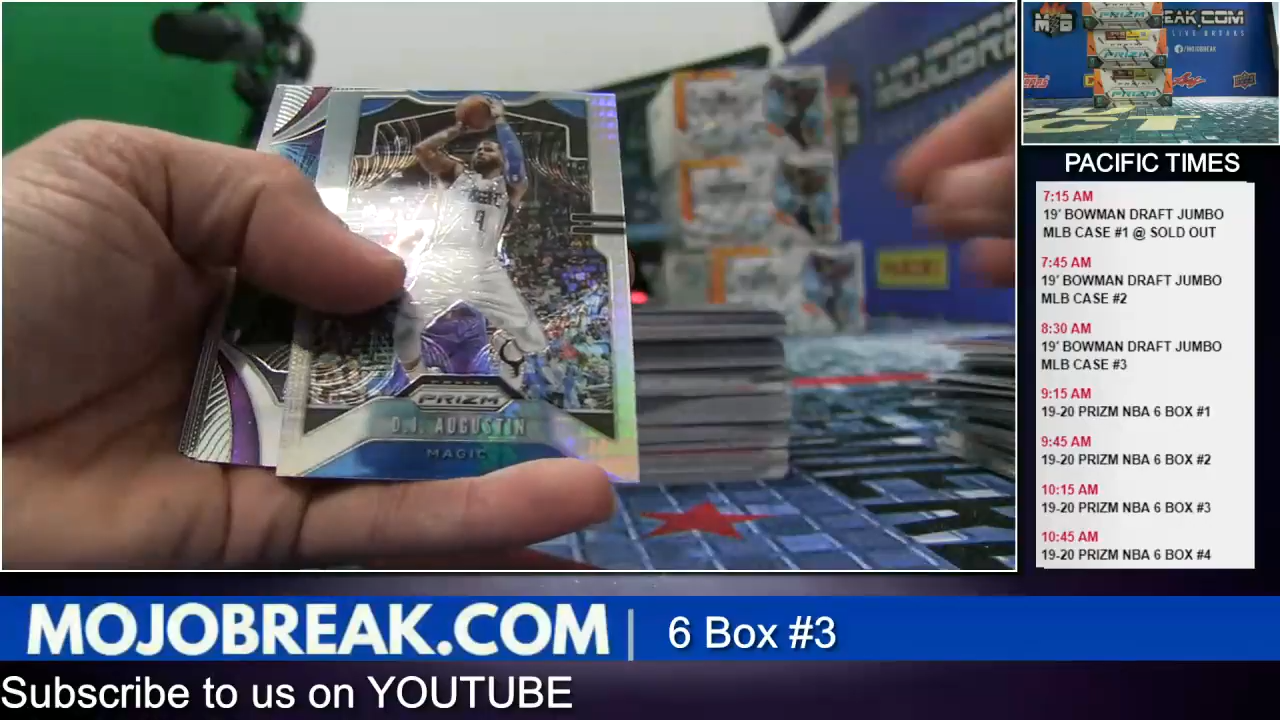 PRIZM
D.J. AUGUSTIN
MAGIC
PACIFIC TIMES
7:15 AM
19' BOWMAN DRAFT JUMBO
MLB CASE #1 @ SOLD OUT
7:45 AM
19' BOWMAN DRAFT JUMBO
MLB CASE #2
8:30 AM
19' BOWMAN DRAFT JUMBO
MLB CASE #3
9:15 AM
19-20 PRIZM NBA 6 BOX #1
9:45 AM
19-20 PRIZM NBA 6 BOX #2
10:15 AM
19-20 PRIZM NBA 6 BOX #3
10:45 AM
19-20 PRIZM NBA 6 BOX #4
MOJOBREAK.COM | 6 Box #3
Subscribe to us on YOUTUBE